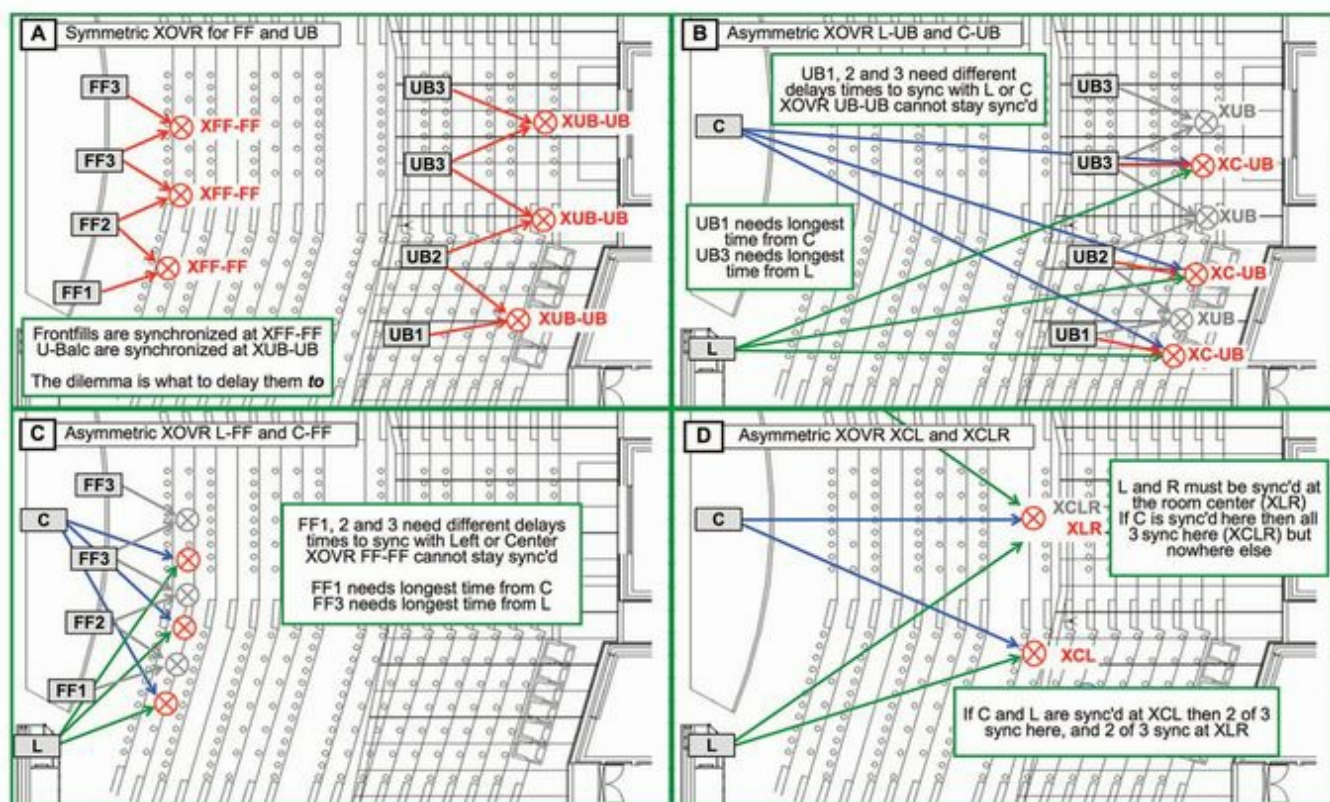 A
Symmetric XOVR for FF and UB
FF3
XFF-FF
FF3
XFF-FF
FF2
XFF-FF
FF1
UB3
XUB-UB
UB3
XUB-UB
UB2
XUB-UB
UB1
Frontfills are synchronized at XFF-FF
U-Balc are synchronized at XUB-UB
The dilemma is what to delay them to
B
Asymmetric XOVR L-UB and C-UB
UB1, 2 and 3 need different
delays times to sync with L or C
XOVR UB-UB cannot stay sync'd
UB3
XUB
C
UB3
XC-UB
XUB
UB1 needs longest
time from C
UB3 needs longest
time from L
UB2
XC-UB
XUB
UB1
L
XC-UB
C
Asymmetric XOVR L-FF and C-FF
FF3
C
FF3
FF2
FF1
L
FF1, 2 and 3 need different delays
times to sync with Left or Center
XOVR FF-FF cannot stay sync'd
FF1 needs longest time from C
FF3 needs longest time from L
D
Asymmetric XOVR XCL and XCLR
C
XCLR
XLR
L and R must be sync'd at
the room center (XLR)
If C is sync'd here then all
3 sync here (XCLR) but
nowhere else
XCL
L
If C and L are sync'd at XCL then 2 of 3
sync here, and 2 of 3 sync at XLR